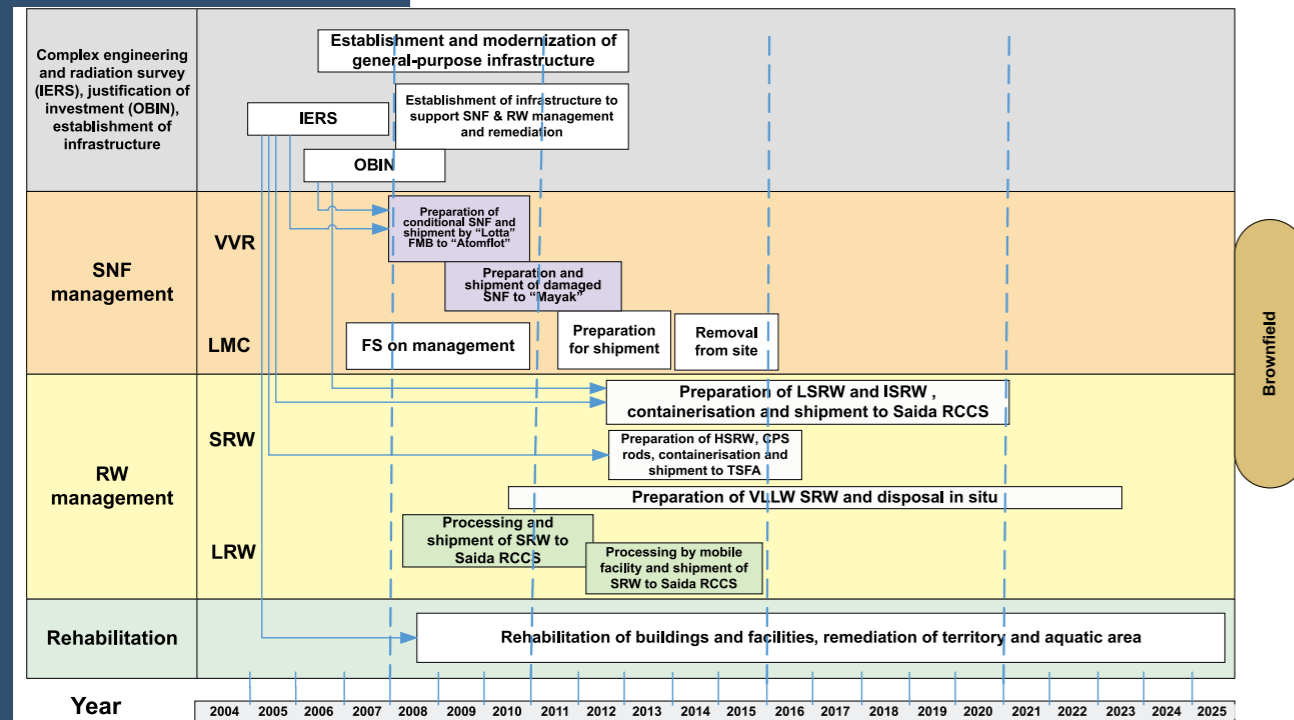 Complex engineering
and radiation survey
(IERS), justification of
investment (OBIN),
establishment of
infrastructure
Establishment and modernization of
general-purpose infrastructure
IERS
Establishment of infrastructure to
support SNF & RW management
and remediation
OBIN
SNF
management
VVR
Preparation of
conditional SNF and
shipment by “Lotta”
FMB to “Atomflot”
Preparation and
shipment of damaged
SNF to “Mayak”
LMC
FS on management
Preparation
for shipment
Removal
from site
RW
management
SRW
Preparation of LSRW and ISRW ,
containerisation and shipment to Saida RCCS
Preparation of HSRW, CPS
rods, containerisation and
shipment to TSFA
Preparation of VLLW SRW and disposal in situ
LRW
Processing and
shipment of SRW to
Saida RCCS
Processing by mobile
facility and shipment of
SRW to Saida RCCS
Rehabilitation
Rehabilitation of buildings and facilities, remediation of territory and aquatic area
Brownfield
Year
2004 2005 2006 2007 2008 2009 2010 2011 2012 2013 2014 2015 2016 2017 2018 2019 2020 2021 2022 2023 2024 2025